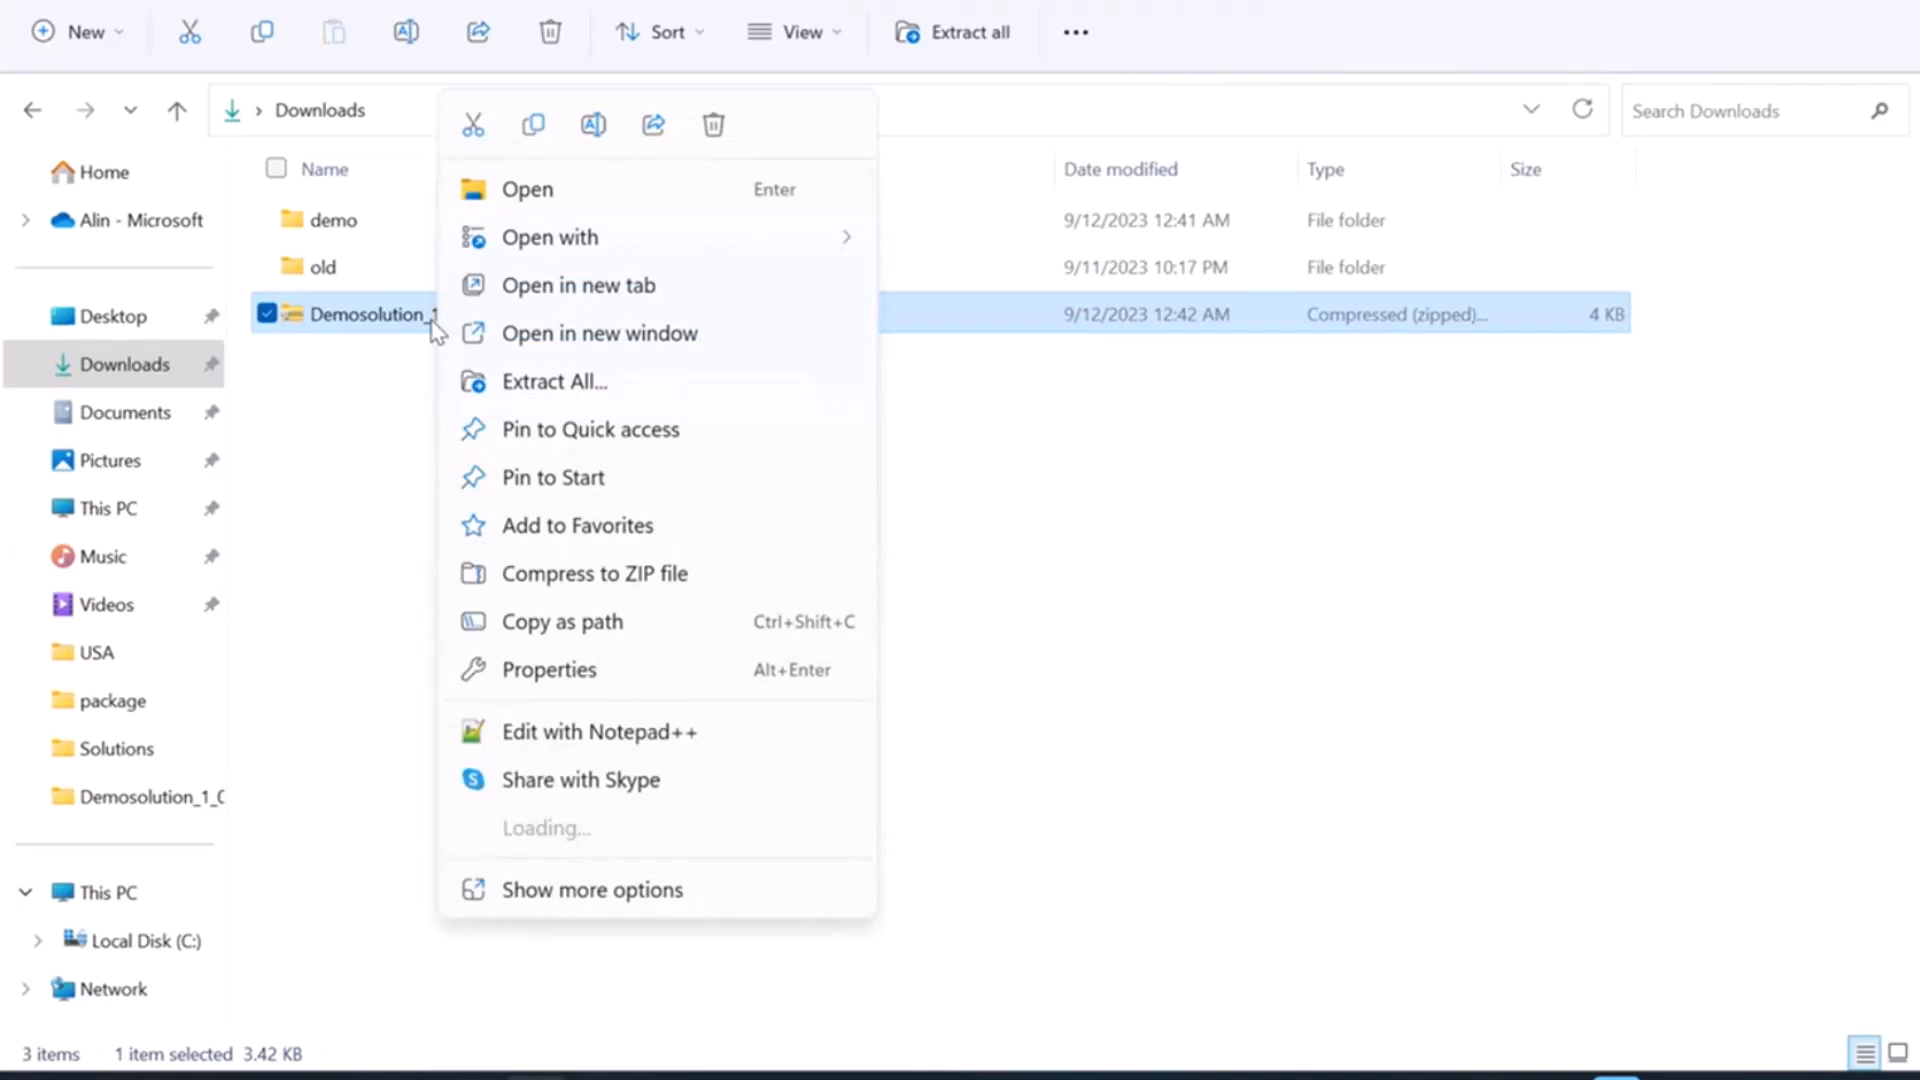 New
Sort
View
Extract all
Downloads
Search Downloads
Home
Alin - Microsoft
Desktop
Downloads
Documents
Pictures
This PC
Music
Videos
USA
package
Solutions
Demosolution_1_0
This PC
Local Disk (C:)
Network
Name Date modified Type Size
demo 9/12/2023 12:41 AM File folder
old 9/11/2023 10:17 PM File folder
Demosolution_1 9/12/2023 12:42 AM Compressed (zipped)... 4 KB
Open Enter
Open with
Open in new tab
Open in new window
Extract All...
Pin to Quick access
Pin to Start
Add to Favorites
Compress to ZIP file
Copy as path Ctrl+Shift+C
Properties Alt+Enter
Edit with Notepad++
Share with Skype
Loading...
Show more options
3 items 1 item selected 3.42 KB